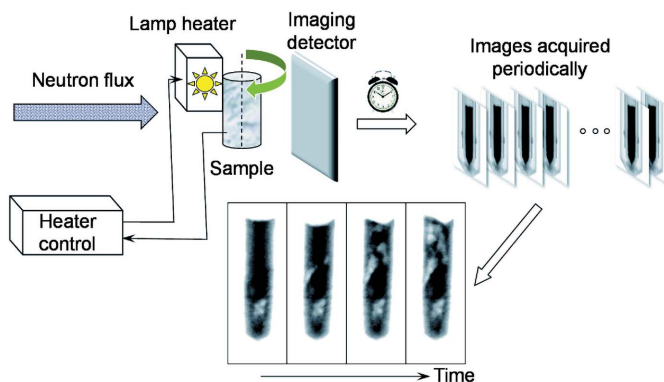 Lamp heater
Imaging
detector
Images acquired
periodically
Neutron flux
Sample
Heater
control
Time